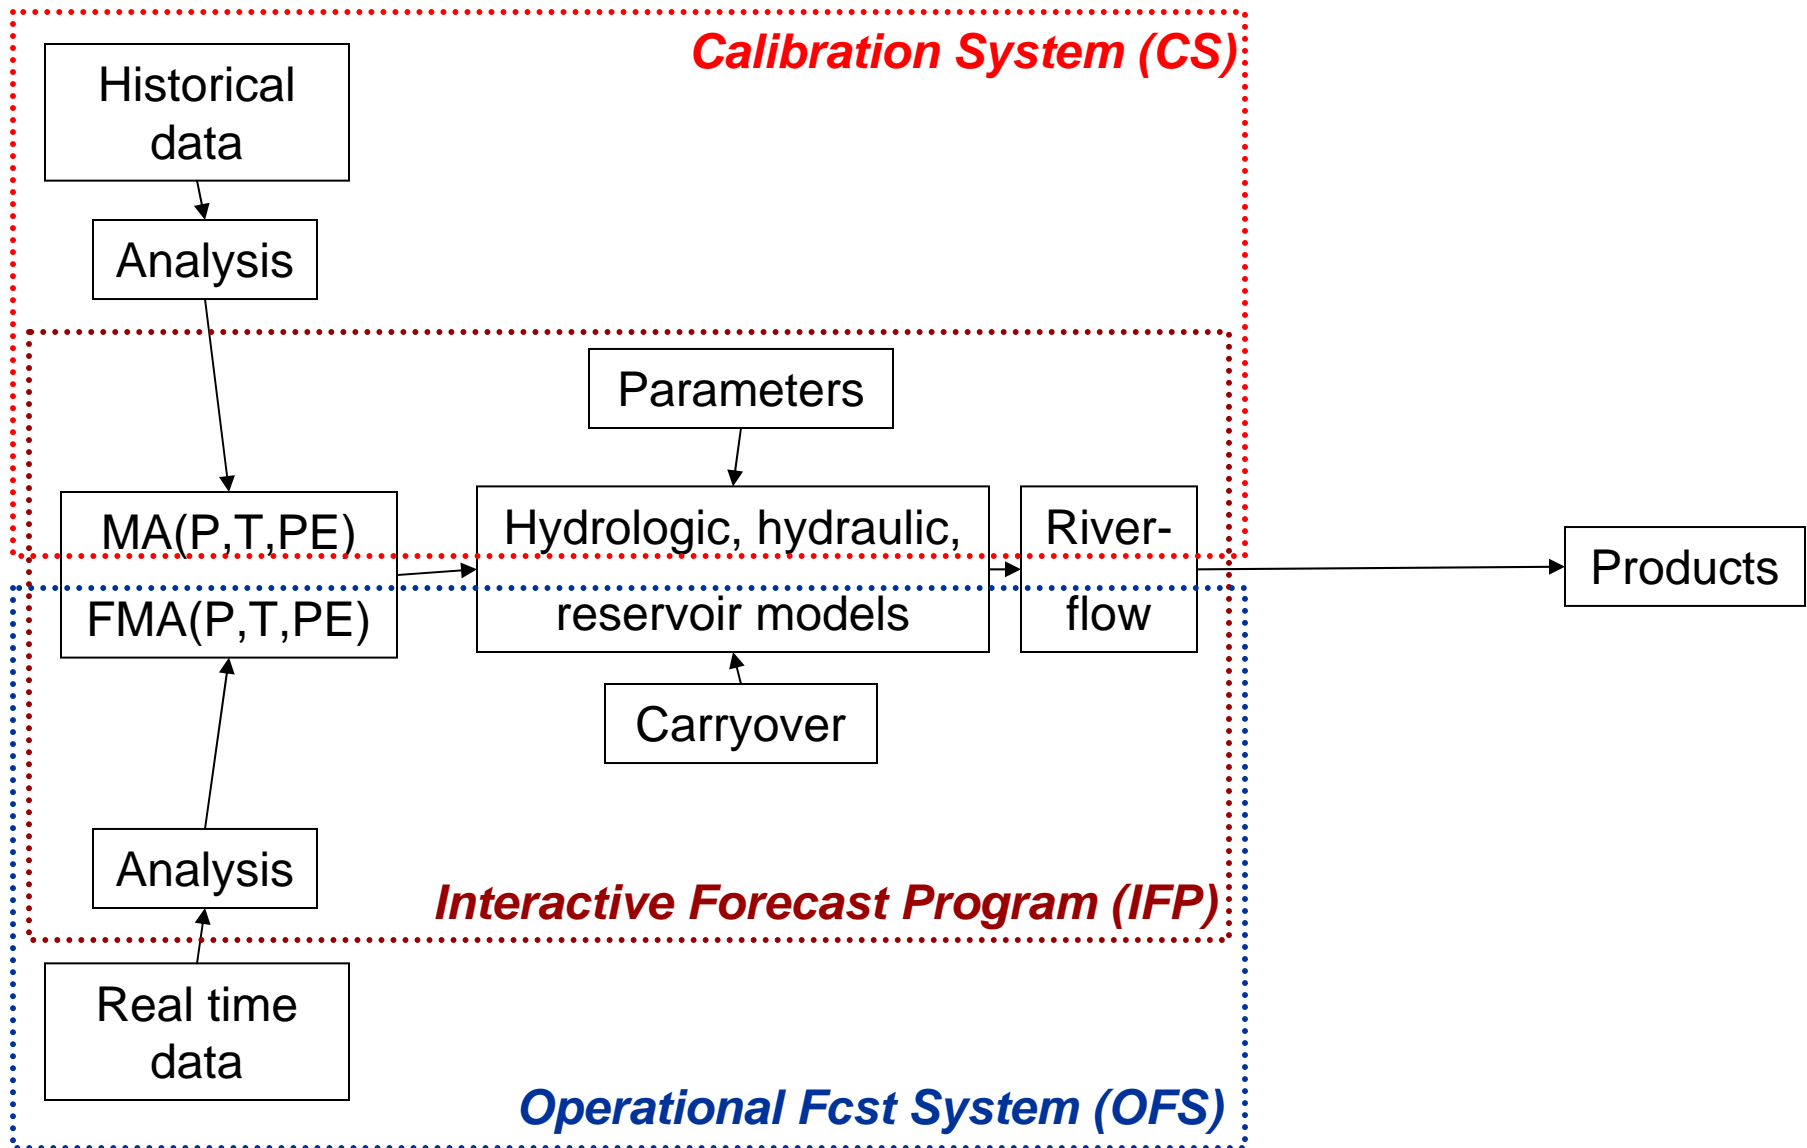 Calibration System (CS)
Historical
data
Analysis
Parameters
MA(P,T,PE)
FMA(P,T,PE)
Hydrologic, hydraulic,
reservoir models
River-
flow
Products
Carryover
Analysis
Interactive Forecast Program (IFP)
Real time
data
Operational Fcst System (OFS)